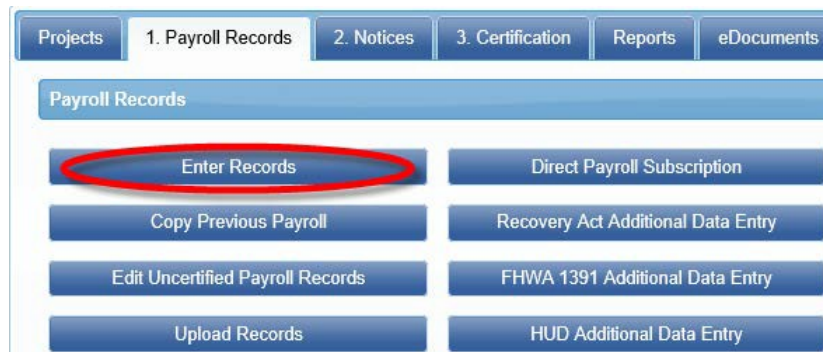 Projects 1. Payroll Records 2. Notices 3. Certification Reports eDocuments
Payroll Records
Enter Records Direct Payroll Subscription
Copy Previous Payroll Recovery Act Additional Data Entry
Edit Uncertified Payroll Records FHWA 1391 Additional Data Entry
Upload Records HUD Additional Data Entry